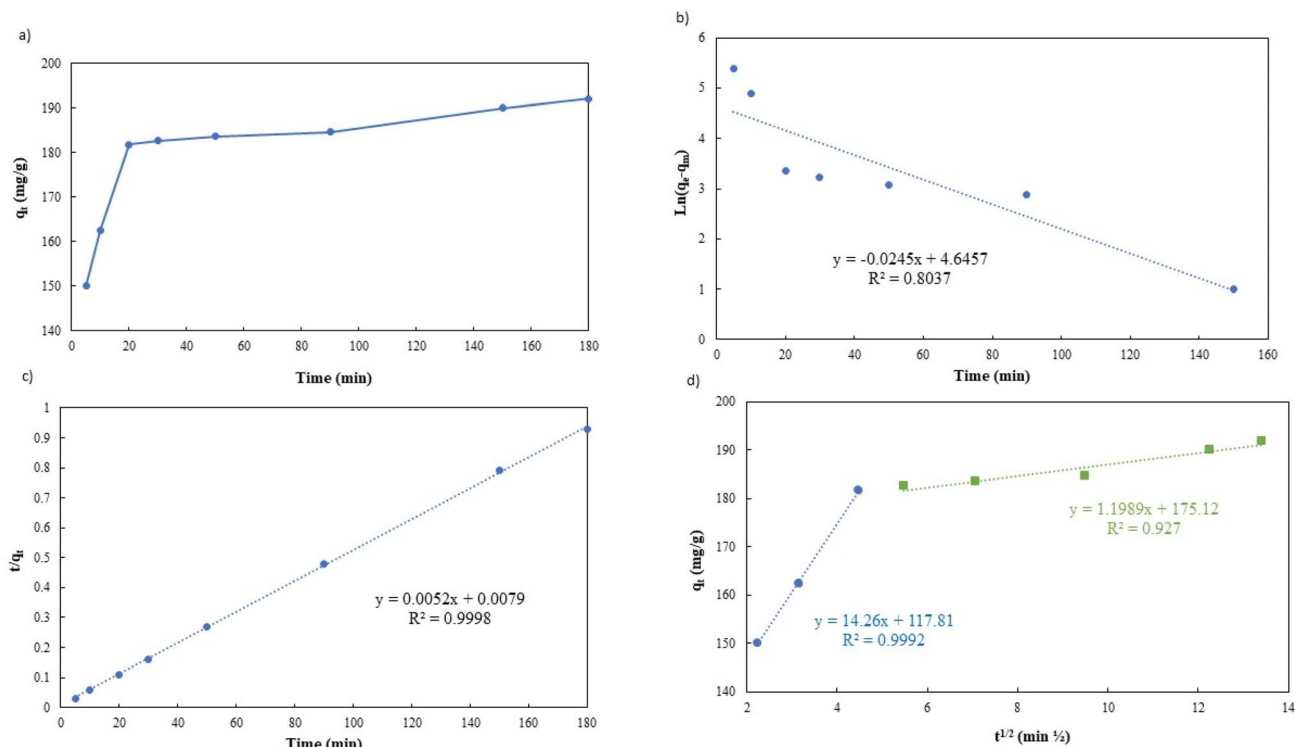 a)
200
190
180
170
160
150
140
qt (mg/g)
0 20 40 60 80 100 120 140 160 180
Time (min)
b)
6
5
4
3
2
1
0
Ln(qe-qm)
y = -0.0245x + 4.6457
R² = 0.8037
0 20 40 60 80 100 120 140 160
Time (min)
c)
1
0.9
0.8
0.7
0.6
0.5
0.4
0.3
0.2
0.1
0
t/qt
y = 0.0052x + 0.0079
R² = 0.9998
0 20 40 60 80 100 120 140 160 180
Time (min)
d)
200
190
180
170
160
150
140
qt (mg/g)
y = 1.1989x + 175.12
R² = 0.927
y = 14.26x + 117.81
R² = 0.9992
2 4 6 8 10 12 14
t1/2 (min ½)